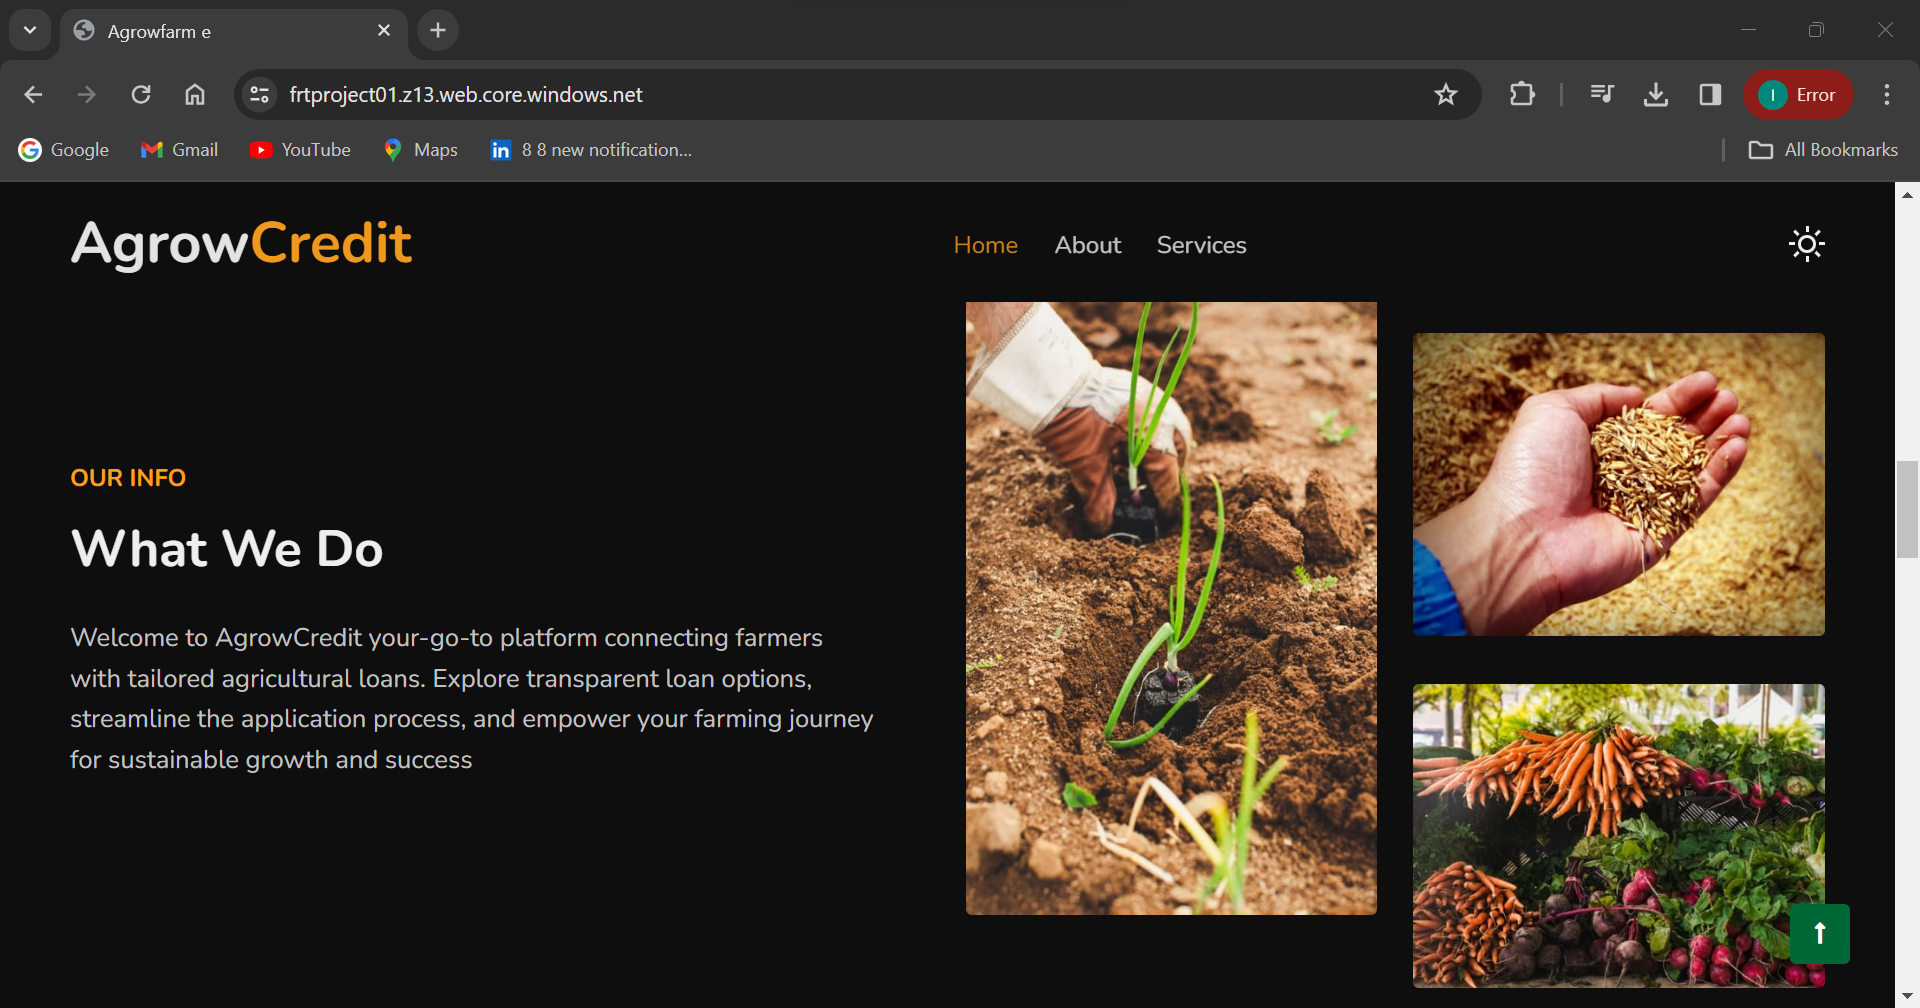 Agrowfarm e
frtproject01.z13.web.core.windows.net
I Error
Google Gmail YouTube Maps in 8 8 new notification... All Bookmarks
AgrowCredit Home About Services
OUR INFO
What We Do
Welcome to AgrowCredit your-go-to platform connecting farmers
with tailored agricultural loans. Explore transparent loan options,
streamline the application process, and empower your farming journey
for sustainable growth and success